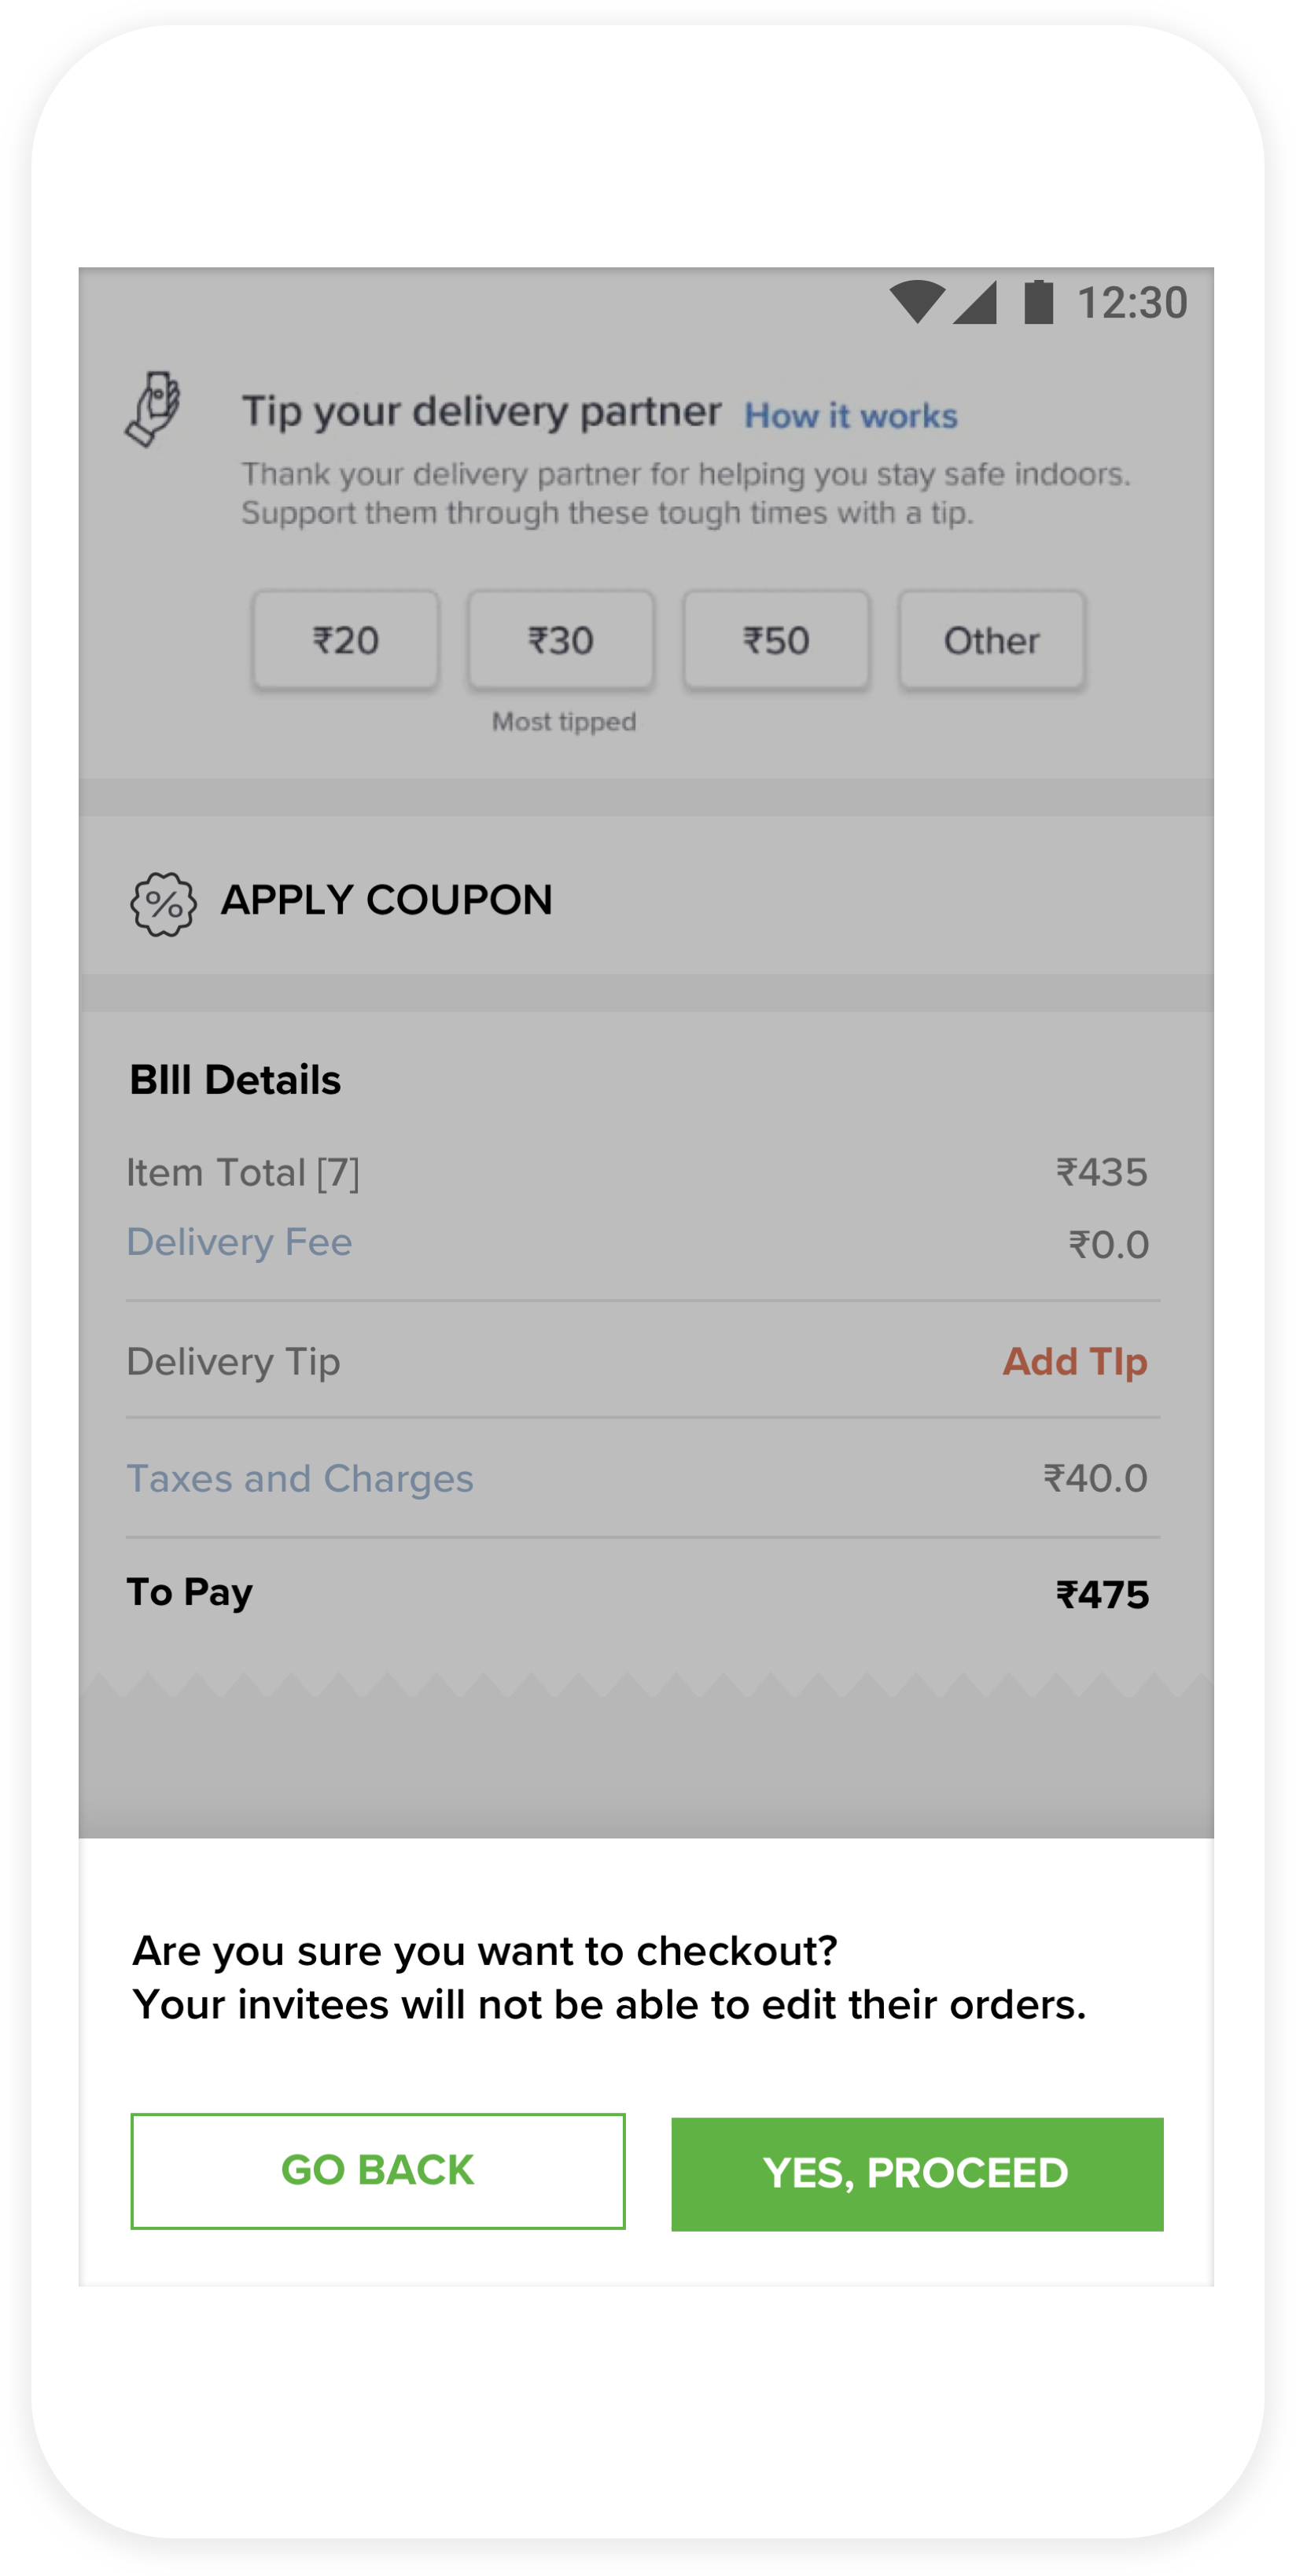 12:30
Tip your delivery partner How it works
Thank your delivery partner for helping you stay safe indoors.
Support them through these tough times with a tip.
₹20 ₹30 ₹50 Other
Most tipped
% APPLY COUPON
BIll Details
Item Total [7] ₹435
Delivery Fee ₹0.0
Delivery Tip Add TIp
Taxes and Charges ₹40.0
To Pay ₹475
Are you sure you want to checkout?
Your invitees will not be able to edit their orders.
GO BACK YES, PROCEED